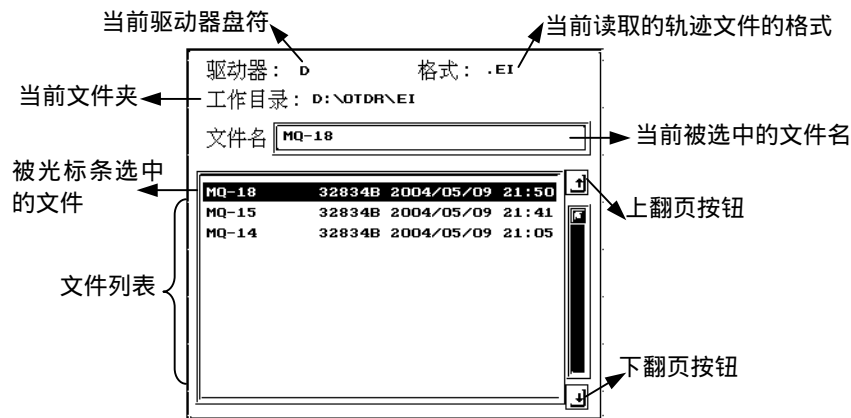 当前驱动器盘符
当前读取的轨迹文件的格式
驱动器： D 格式： .EI
当前文件夹
工作目录： D:\OTDR\EI
文件名 MQ-18
当前被选中的文件名
被光标条选中
的文件
MQ-18 32834B 2004/05/09 21:50
MQ-15 32834B 2004/05/09 21:41
MQ-14 32834B 2004/05/09 21:05
上翻页按钮
文件列表
下翻页按钮